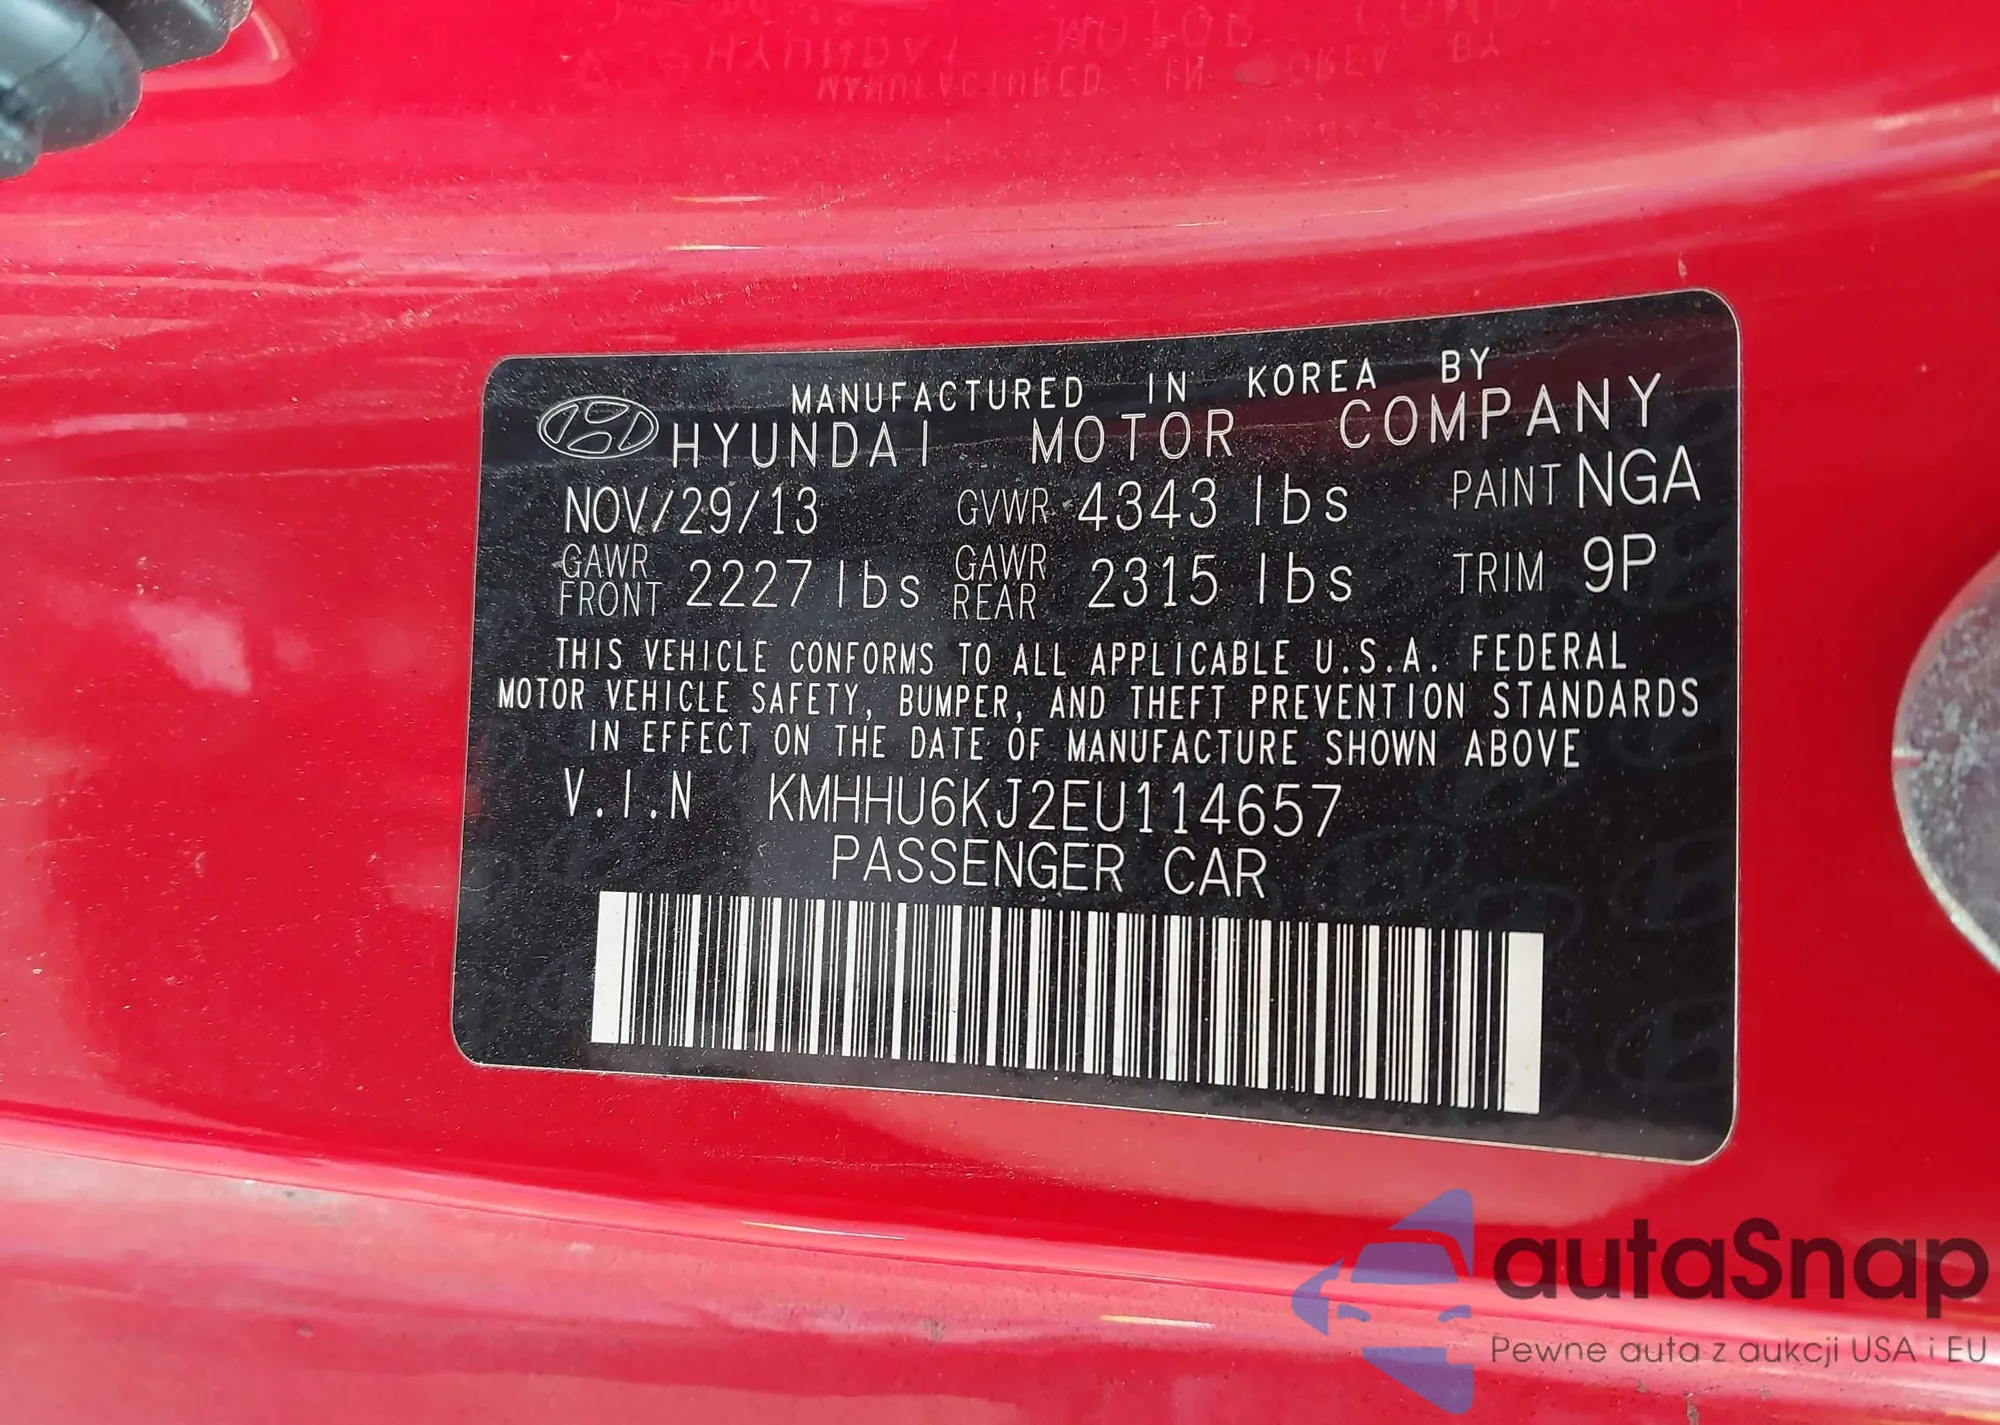 MANUFACTURED IN KOREA BY
HYUNDAI MOTOR COMPANY
NOV/29/13 GVWR 4343 lbs PAINT NGA
GAWR FRONT 2227 lbs GAWR REAR 2315 lbs TRIM 9P
THIS VEHICLE CONFORMS TO ALL APPLICABLE U.S.A. FEDERAL
MOTOR VEHICLE SAFETY, BUMPER, AND THEFT PREVENTION STANDARDS
IN EFFECT ON THE DATE OF MANUFACTURE SHOWN ABOVE
V.I.N KMHHU6KJ2EU114657
PASSENGER CAR
autaSnap
Pewne auta z aukcji USA i EU